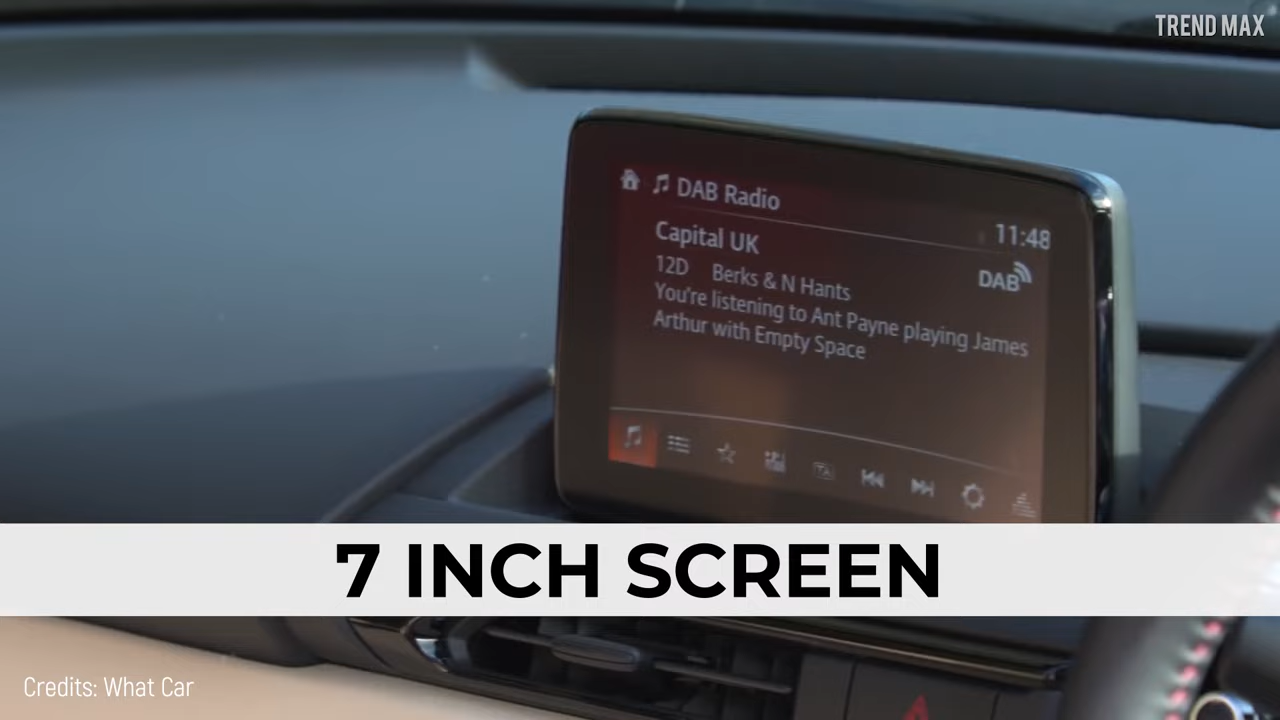 TREND MAX
DAB Radio
11:48
Capital UK
12D Berks & N Hants
DAB
You're listening to Ant Payne playing James
Arthur with Empty Space
TA
7 INCH SCREEN
Credits: What Car